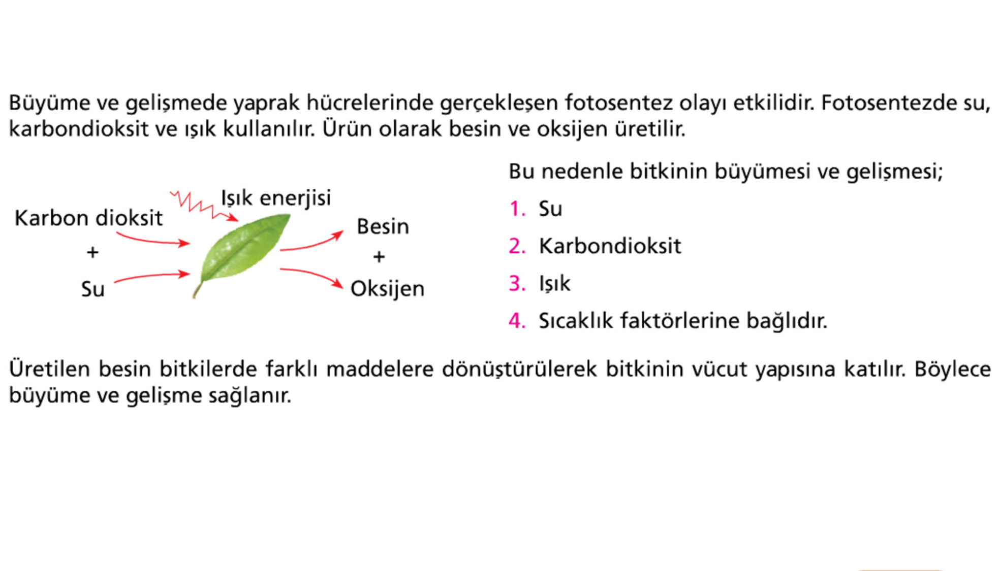 Büyüme ve gelişmede yaprak hücrelerinde gerçekleşen fotosentez olayı etkilidir. Fotosentezde su,
karbondioksit ve ışık kullanılır. Ürün olarak besin ve oksijen üretilir.
Işık enerjisi
Karbon dioksit
+
Su
Besin
+
Oksijen
Bu nedenle bitkinin büyümesi ve gelişmesi;
1. Su
2. Karbondioksit
3. Işık
4. Sıcaklık faktörlerine bağlıdır.
Üretilen besin bitkilerde farklı maddelere dönüştürülerek bitkinin vücut yapısına katılır. Böylece
büyüme ve gelişme sağlanır.